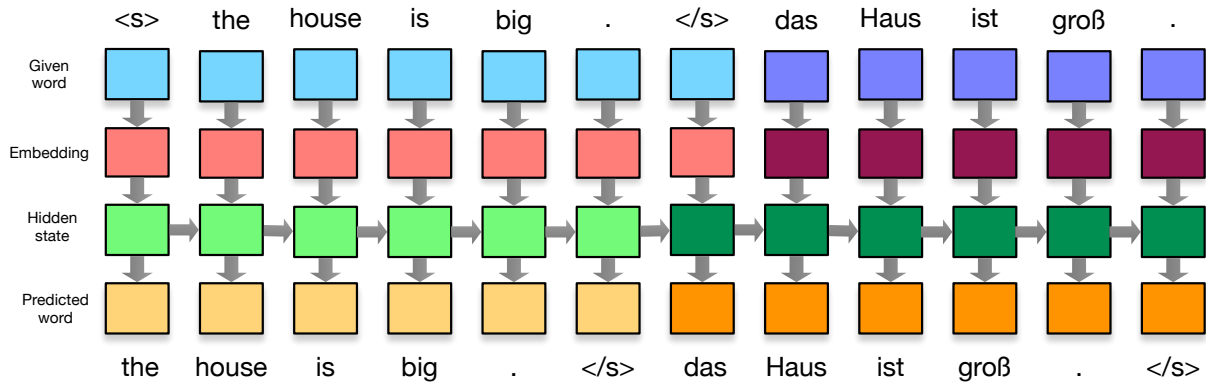 <s> the house is big . </s> das Haus ist groß .
Given
word
Embedding
Hidden
state
Predicted
word
the house is big . </s> das Haus ist groß . </s>